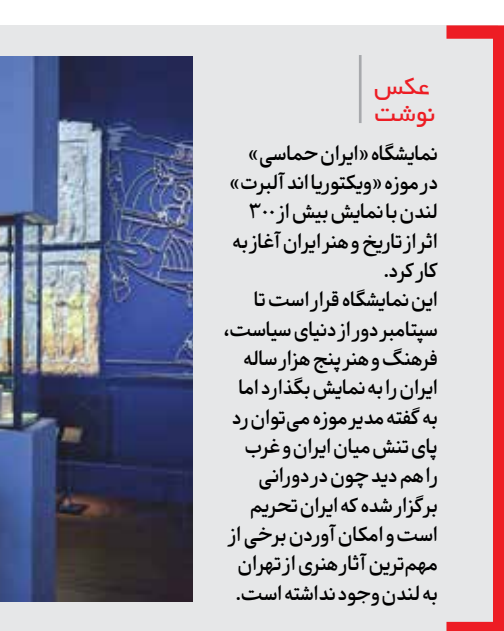 عکس
نوشت
نمایشگاه «ایران حماسی»
در موزه «ویکتوریا اند آلبرت»
لندن با نمایش بیش از ۳۰۰
اثر از تاریخ و هنر ایران آغاز به
کار کرد.
این نمایشگاه قرار است تا
سپتامبر دور از دنیای سیاست،
فرهنگ و هنر پنج هزار ساله
ایران را به نمایش بگذارد اما
به گفته مدیر موزه می‌توان رد
پای تنش میان ایران و غرب
را هم دید چون در دورانی
برگزار شده که ایران تحریم
است و امکان آوردن برخی از
مهم‌ترین آثار هنری از تهران
به لندن وجود نداشته است.